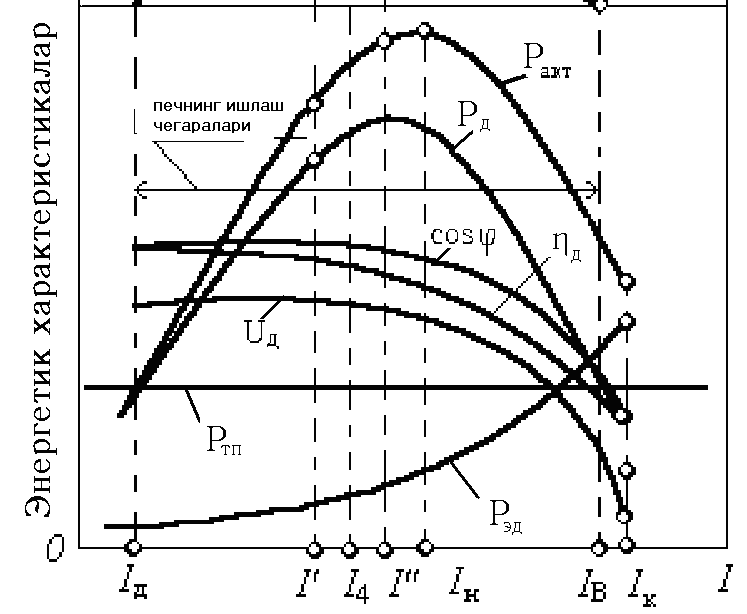 Энергетик характеристикалар
Pакт
печнинг ишлаш
чегаралари
Pд
cosφ
ηд
Uд
Pтп
Pэд
0
Iд I' I4 I'' Iн IВ Iк I